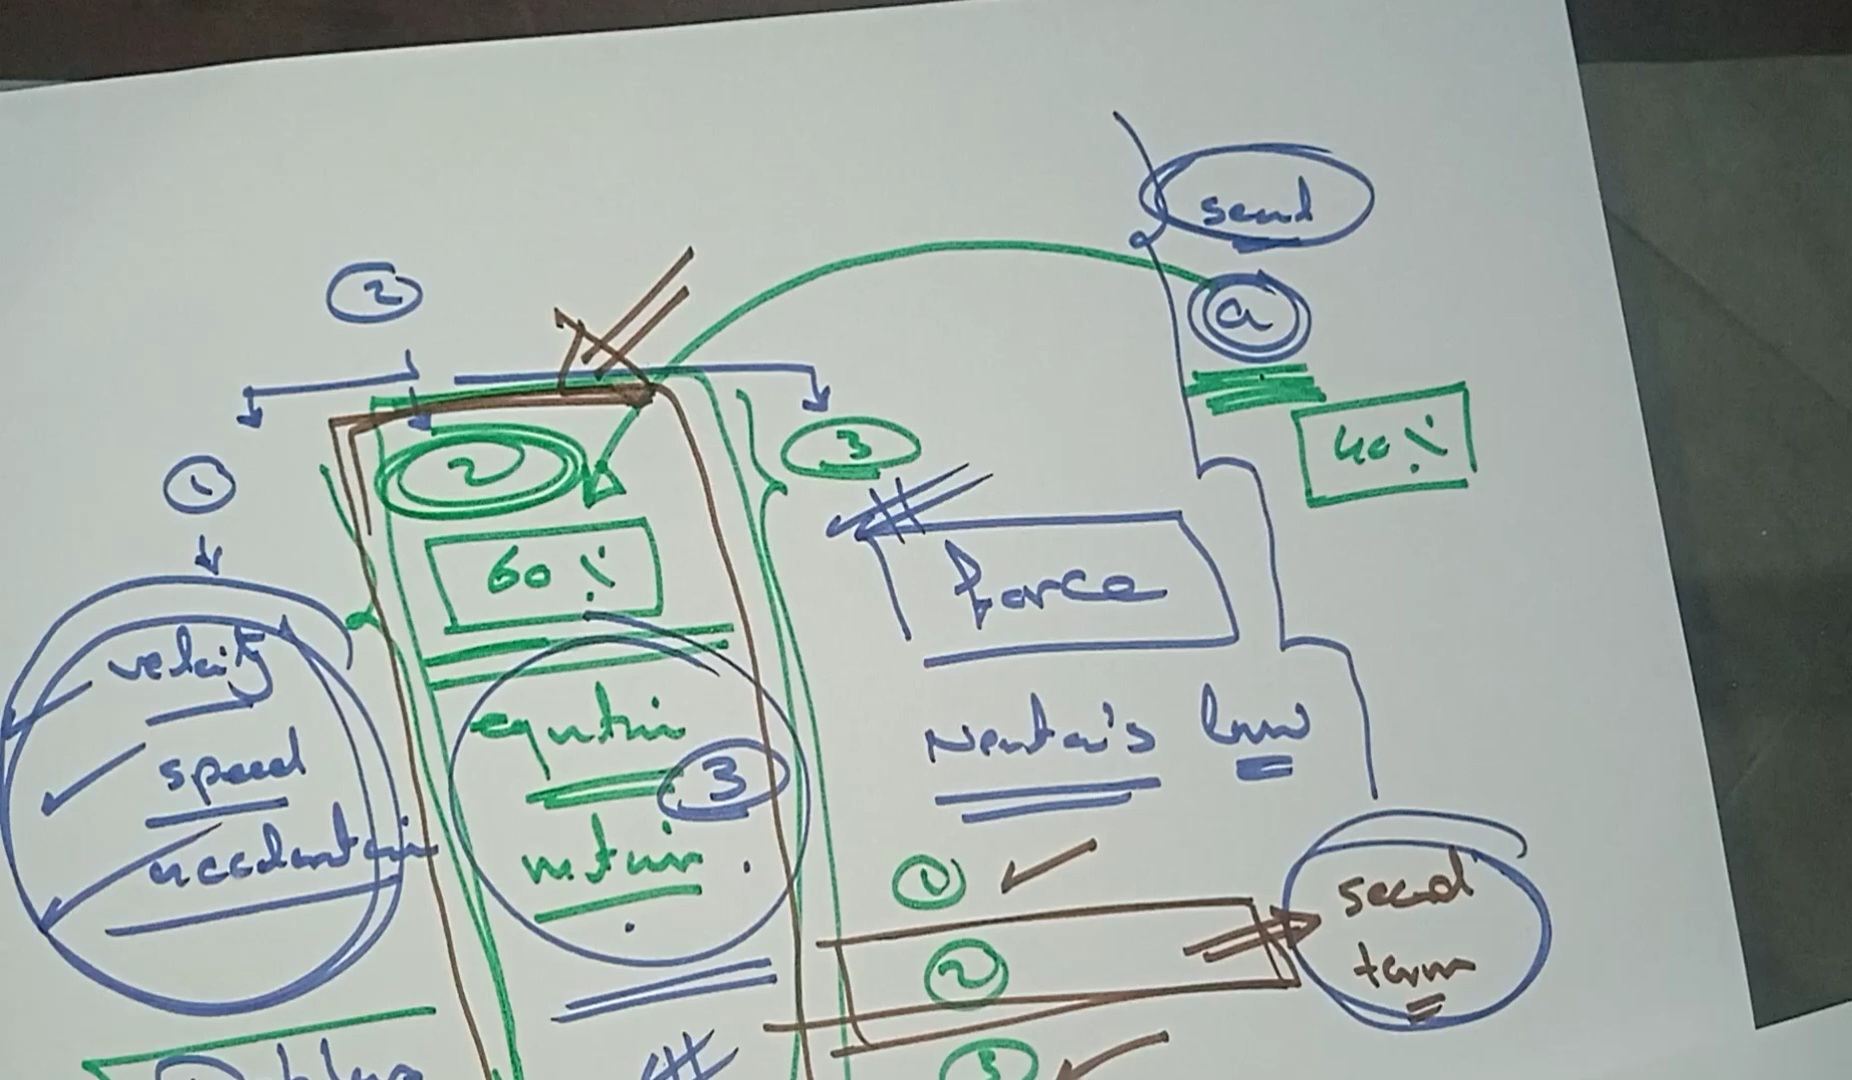 second
a
2
40 %
2
3
1
60 %
Force
velocity
equation
speed
3
Newton's law
acceleration
motion
1
second
2
term
3